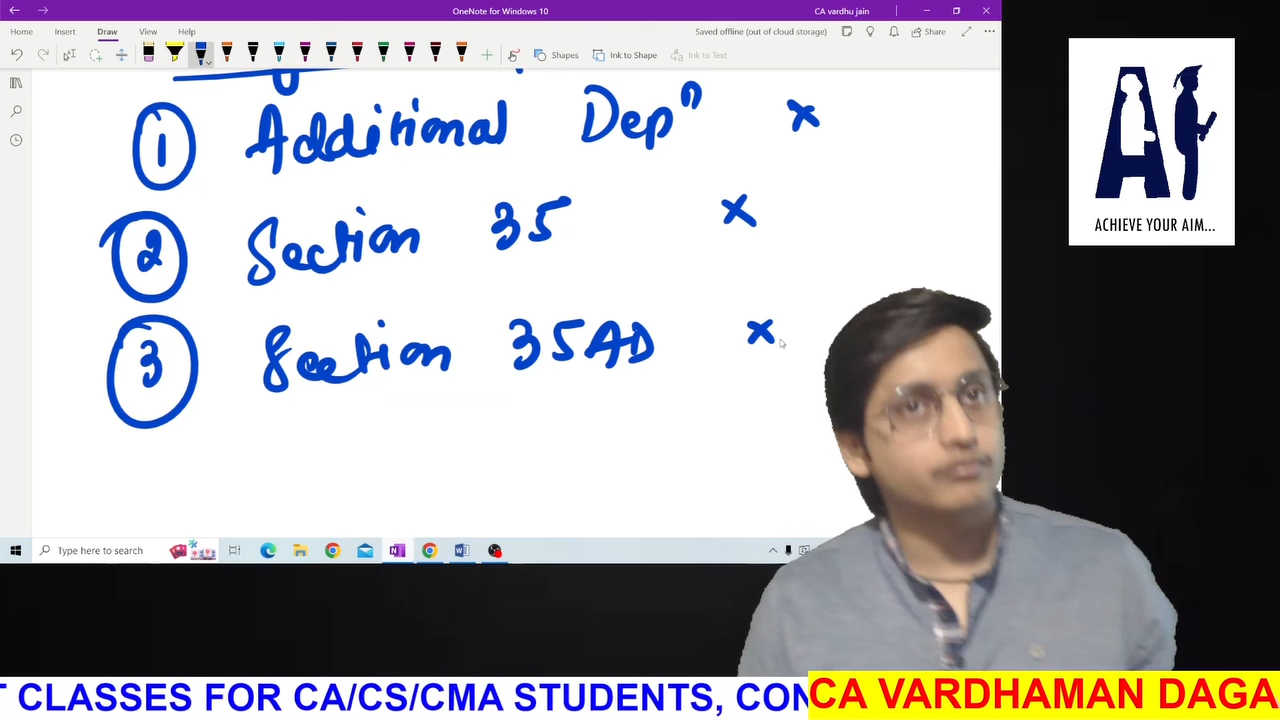 OneNote for Windows 10
CA vardhu jain
Home Insert Draw View Help
Saved offline (out of cloud storage)
Share
Shapes
Ink to Shape
Ink to Text
1 Additional Depⁿ x
2 Section 35 x
3 Section 35AD x
ACHIEVE YOUR AIM...
Type here to search
T CLASSES FOR CA/CS/CMA STUDENTS, CON
CA VARDHAMAN DAGA